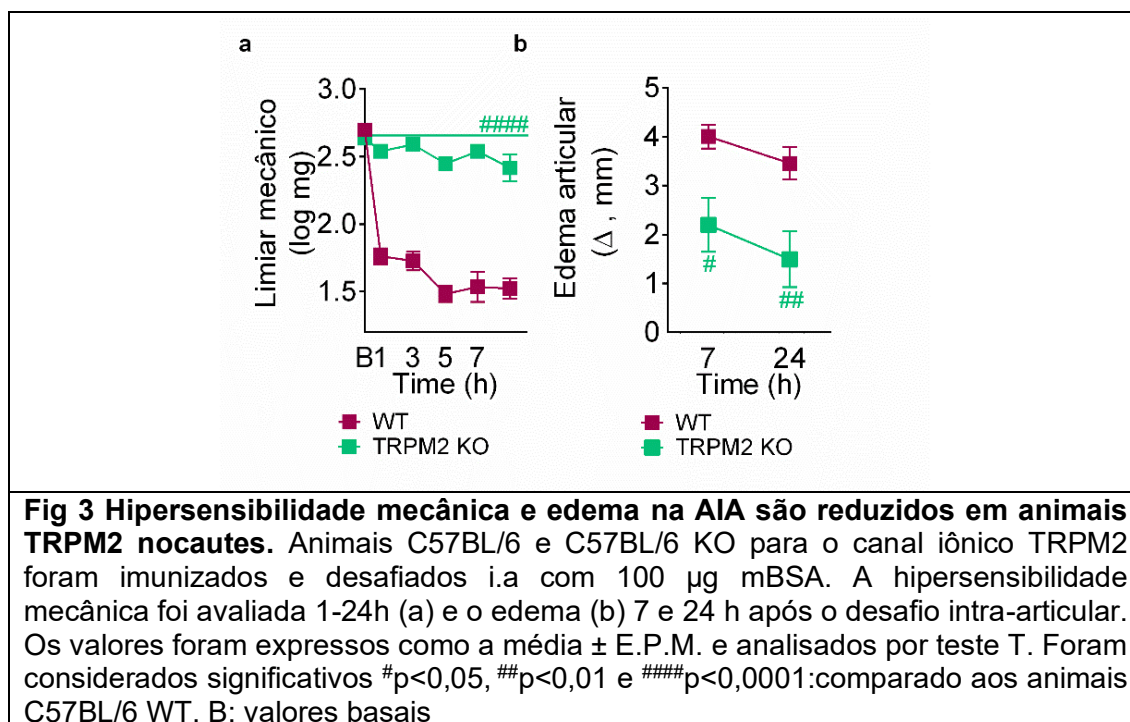 a
b
3.0
2.5
2.0
1.5
Limiar mecânico
(log mg)
####
B1 3 5 7
Time (h)
WT
TRPM2 KO
5
4
3
2
1
0
Edema articular
(Δ , mm)
#
##
7 24
Time (h)
WT
TRPM2 KO
Fig 3 Hipersensibilidade mecânica e edema na AIA são reduzidos em animais
TRPM2 nocautes. Animais C57BL/6 e C57BL/6 KO para o canal iônico TRPM2
foram imunizados e desafiados i.a com 100 µg mBSA. A hipersensibilidade
mecânica foi avaliada 1-24h (a) e o edema (b) 7 e 24 h após o desafio intra-articular.
Os valores foram expressos como a média ± E.P.M. e analisados por teste T. Foram
considerados significativos #p<0,05, ##p<0,01 e ####p<0,0001:comparado aos animais
C57BL/6 WT. B: valores basais